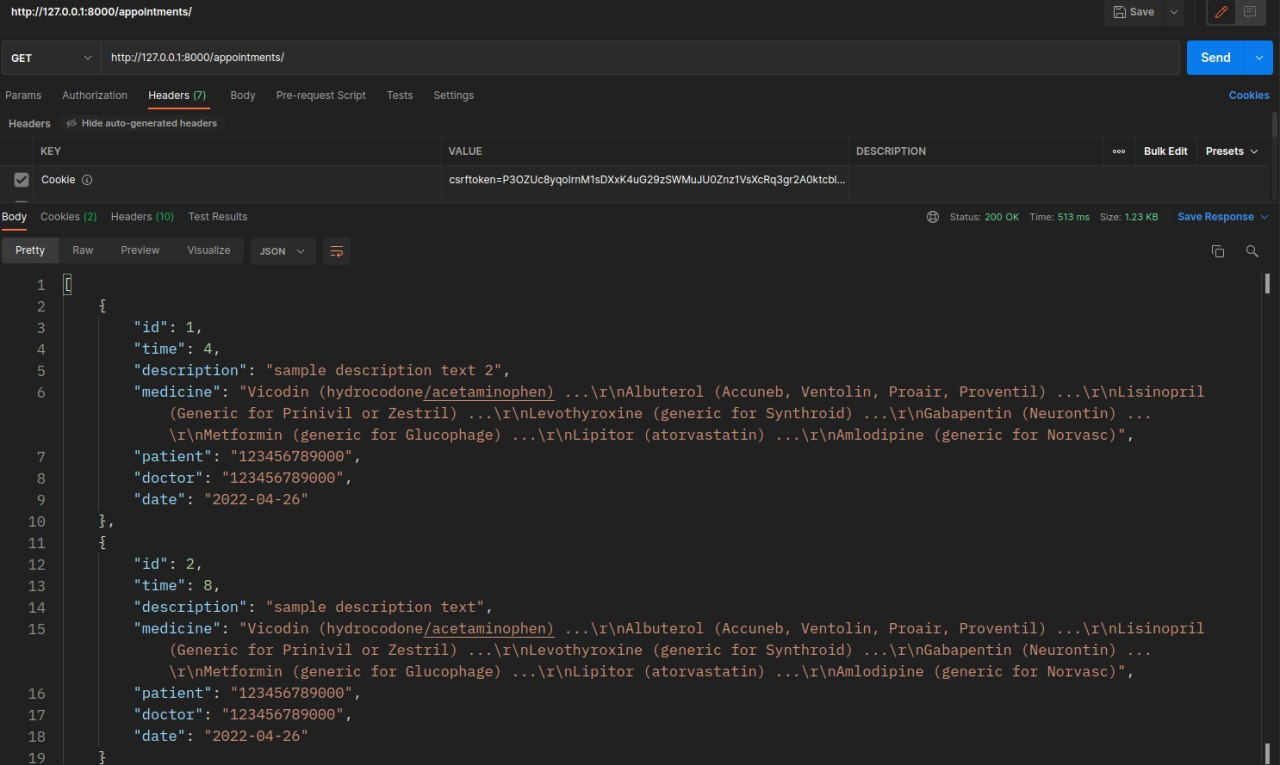 http://127.0.0.1:8000/appointments/
Save
GET
http://127.0.0.1:8000/appointments/
Send
Params Authorization Headers (7) Body Pre-request Script Tests Settings Cookies
Headers Hide auto-generated headers
KEY VALUE DESCRIPTION ooo Bulk Edit Presets
Cookie csrftoken=P3OZUc8yqoIrnM1sDXxK4uG29zSWMuJU0Znz1VsXcRq3gr2A0ktcbl...
Body Cookies (2) Headers (10) Test Results Status: 200 OK Time: 513 ms Size: 1.23 KB Save Response
Pretty Raw Preview Visualize JSON
1 [
2 {
3 "id": 1,
4 "time": 4,
5 "description": "sample description text 2",
6 "medicine": "Vicodin (hydrocodone/acetaminophen) ...\r\nAlbuterol (Accuneb, Ventolin, Proair, Proventil) ...\r\nLisinopril
(Generic for Prinivil or Zestril) ...\r\nLevothyroxine (generic for Synthroid) ...\r\nGabapentin (Neurontin) ...
\r\nMetformin (generic for Glucophage) ...\r\nLipitor (atorvastatin) ...\r\nAmlodipine (generic for Norvasc)",
7 "patient": "123456789000",
8 "doctor": "123456789000",
9 "date": "2022-04-26"
10 },
11 {
12 "id": 2,
13 "time": 8,
14 "description": "sample description text",
15 "medicine": "Vicodin (hydrocodone/acetaminophen) ...\r\nAlbuterol (Accuneb, Ventolin, Proair, Proventil) ...\r\nLisinopril
(Generic for Prinivil or Zestril) ...\r\nLevothyroxine (generic for Synthroid) ...\r\nGabapentin (Neurontin) ...
\r\nMetformin (generic for Glucophage) ...\r\nLipitor (atorvastatin) ...\r\nAmlodipine (generic for Norvasc)",
16 "patient": "123456789000",
17 "doctor": "123456789000",
18 "date": "2022-04-26"
19 }